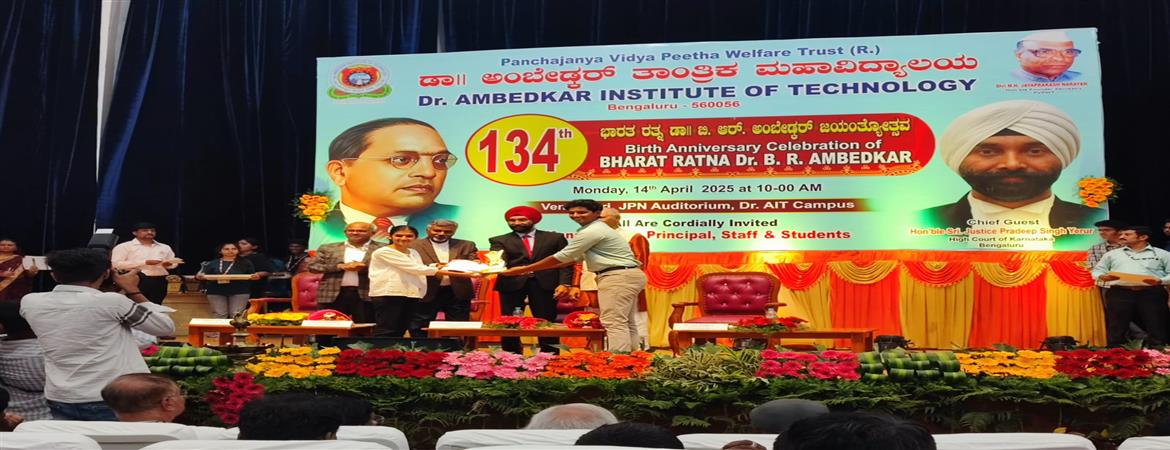 Panchajanya Vidya Peetha Welfare Trust (R.)
ಡಾ॥ ಅಂಬೇಡ್ಕರ್ ತಾಂತ್ರಿಕ ಮಹಾವಿದ್ಯಾಲಯ
Dr. AMBEDKAR INSTITUTE OF TECHNOLOGY
Bengaluru - 560056
134th
ಭಾರತ ರತ್ನ ಡಾ॥ ಬಿ. ಆರ್. ಅಂಬೇಡ್ಕರ್ ಜಯಂತ್ಯೋತ್ಸವ
Birth Anniversary Celebration of
BHARAT RATNA Dr. B. R. AMBEDKAR
Monday, 14th April 2025 at 10-00 AM
JPN Auditorium, Dr. AIT Campus
All Are Cordially Invited
Principal, Staff & Students
Chief Guest
Hon'ble Sri. Justice Pradeep Singh Yerur
High Court of Karnataka
Bengaluru